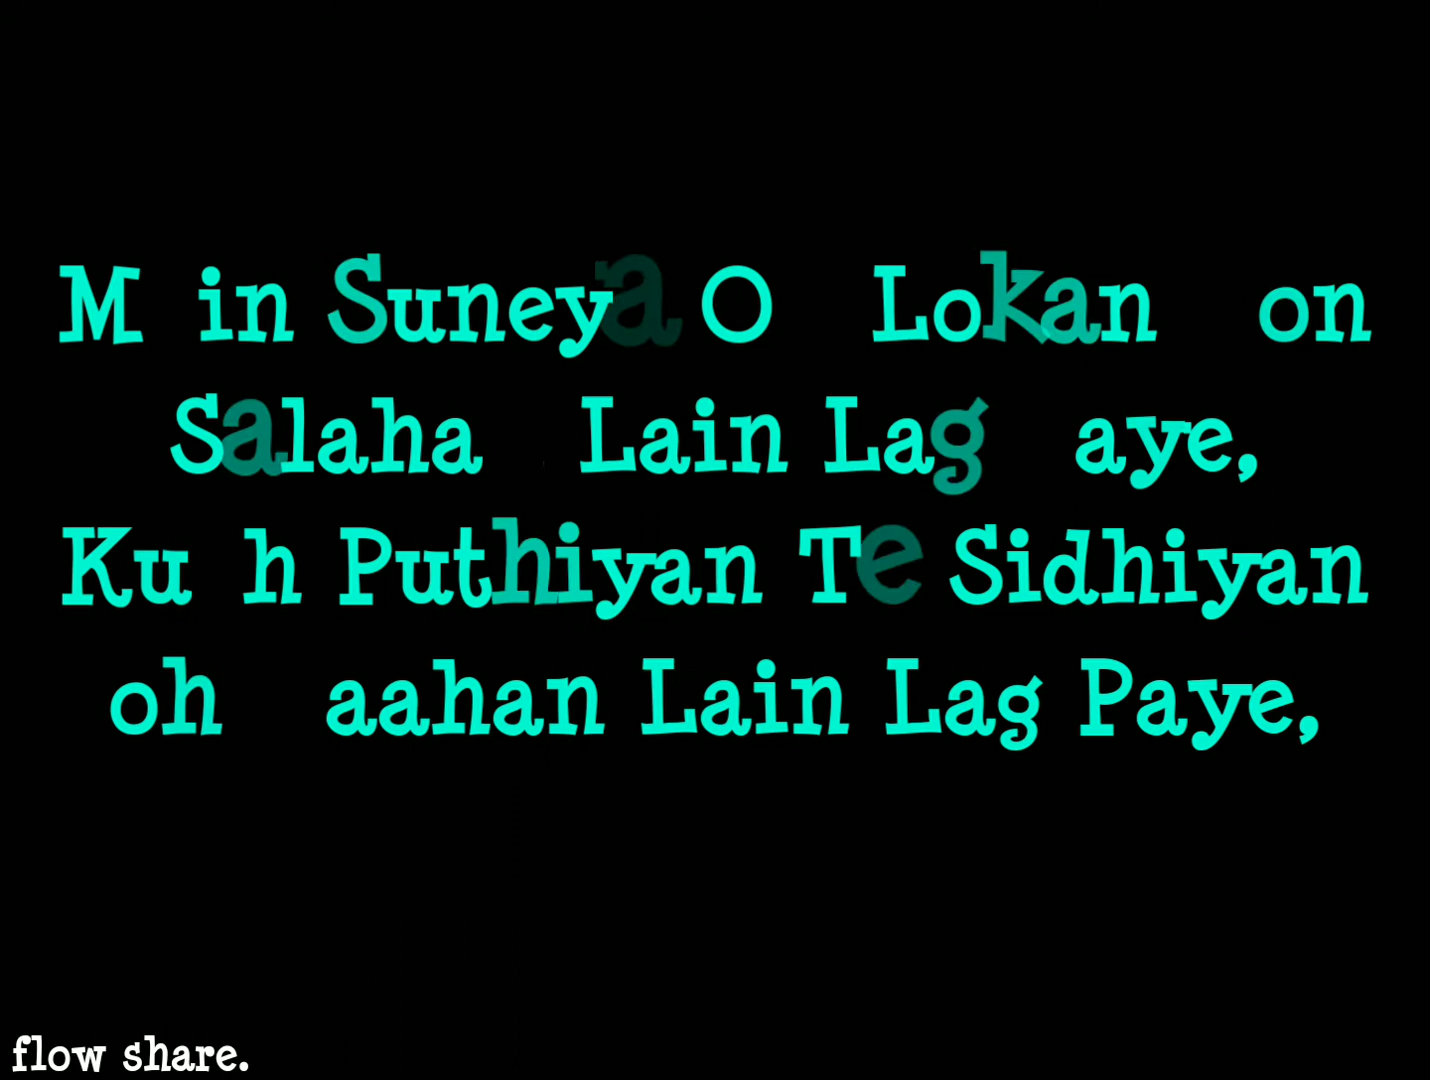 M in Suneya O Lokan on
Salaha Lain Lag aye,
Ku h Puthiyan Te Sidhiyan
oh aahan Lain Lag Paye,
flow share.